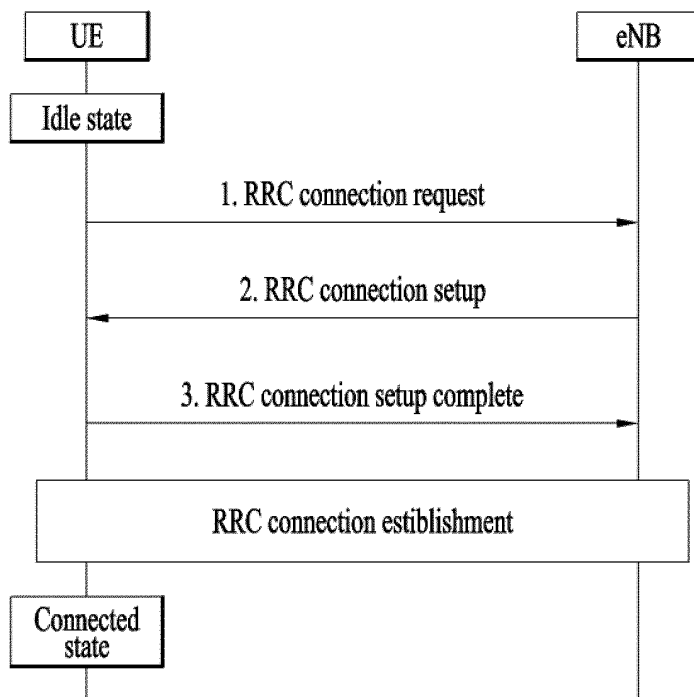 UE
eNB
Idle state
1. RRC connection request
2. RRC connection setup
3. RRC connection setup complete
RRC connection estiblishment
Connected
state